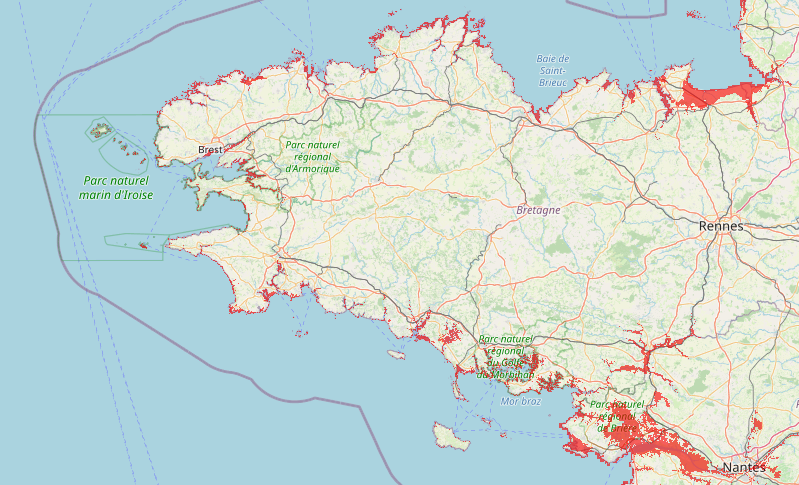 Baie de
Saint-
Brieuc
Brest
Parc naturel
régional
d'Armorique
Parc naturel
marin d'Iroise
Bretagne
Rennes
Parc naturel
régional
du Golfe
du Morbihan
Mor braz
Parc naturel
régional
de Brière
Nantes